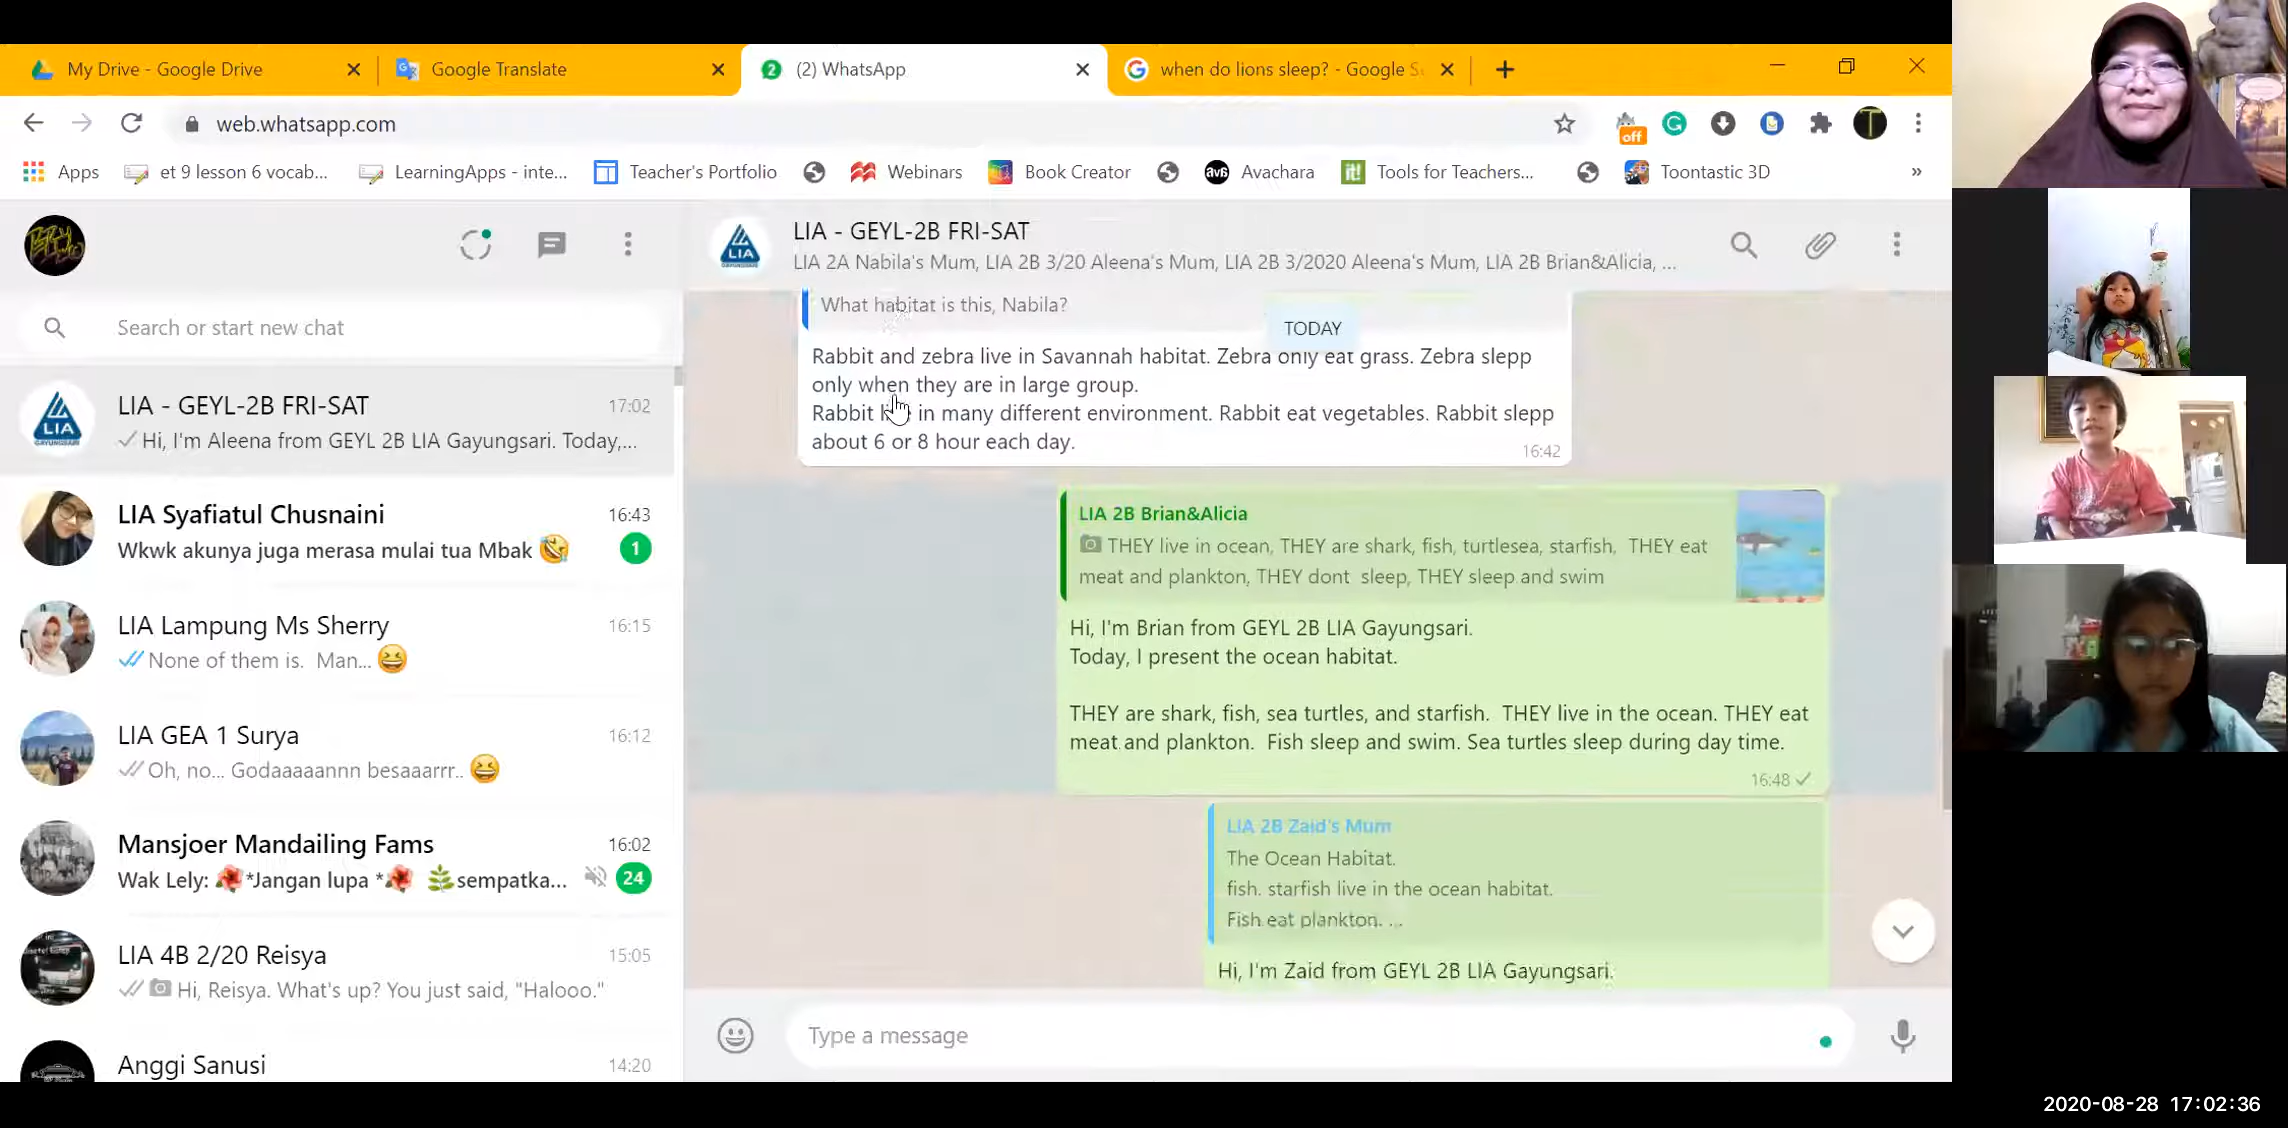 My Drive - Google Drive
Google Translate
(2) WhatsApp
when do lions sleep? - Google S
web.whatsapp.com
off
T
Apps
et 9 lesson 6 vocab...
LearningApps - inte...
Teacher's Portfolio
Webinars
Book Creator
ava
Avachara
it!
Tools for Teachers...
Toontastic 3D
»
LIA - GEYL-2B FRI-SAT
LIA 2A Nabila's Mum, LIA 2B 3/20 Aleena's Mum, LIA 2B 3/2020 Aleena's Mum, LIA 2B Brian&Alicia, ...
Search or start new chat
LIA - GEYL-2B FRI-SAT
17:02
Hi, I'm Aleena from GEYL 2B LIA Gayungsari. Today,...
LIA Syafiatul Chusnaini
16:43
Wkwk akunya juga merasa mulai tua Mbak 🤣
1
LIA Lampung Ms Sherry
16:15
None of them is. Man... 😆
LIA GEA 1 Surya
16:12
Oh, no... Godaaaaannn besaaarrr.. 😆
Mansjoer Mandailing Fams
16:02
Wak Lely: 🌺*Jangan lupa *🌺 🌿sempatka...
24
LIA 4B 2/20 Reisya
15:05
Hi, Reisya. What's up? You just said, "Halooo."
Anggi Sanusi
14:20
What habitat is this, Nabila?
TODAY
Rabbit and zebra live in Savannah habitat. Zebra only eat grass. Zebra slepp
only when they are in large group.
Rabbit in many different environment. Rabbit eat vegetables. Rabbit slepp
about 6 or 8 hour each day.
16:42
LIA 2B Brian&Alicia
THEY live in ocean, THEY are shark, fish, turtlesea, starfish, THEY eat
meat and plankton, THEY dont sleep, THEY sleep and swim
Hi, I'm Brian from GEYL 2B LIA Gayungsari.
Today, I present the ocean habitat.
THEY are shark, fish, sea turtles, and starfish. THEY live in the ocean. THEY eat
meat and plankton. Fish sleep and swim. Sea turtles sleep during day time.
16:48
LIA 2B Zaid's Mum
The Ocean Habitat.
fish. starfish live in the ocean habitat.
Fish eat plankton. ...
Hi, I'm Zaid from GEYL 2B LIA Gayungsari.
Type a message
2020-08-28 17:02:36